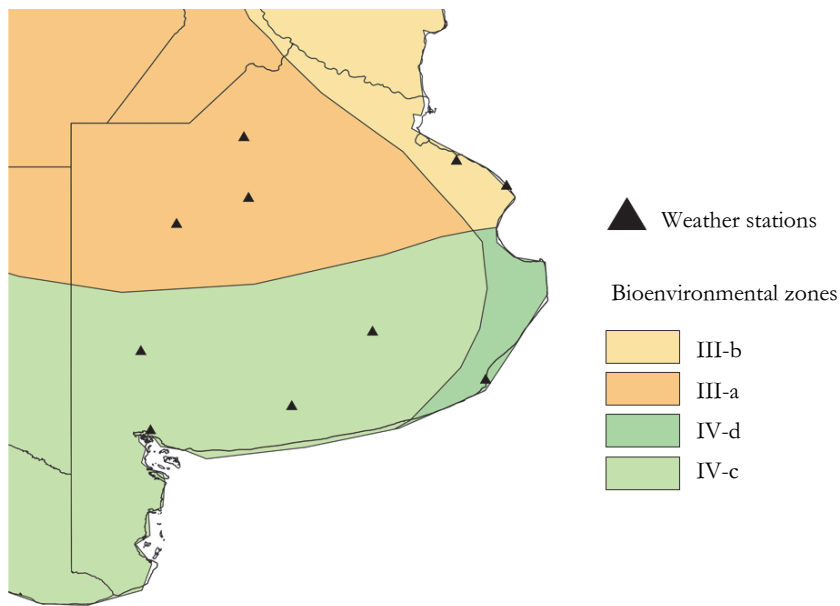 Weather stations
Bioenvironmental zones
III-b
III-a
IV-d
IV-c